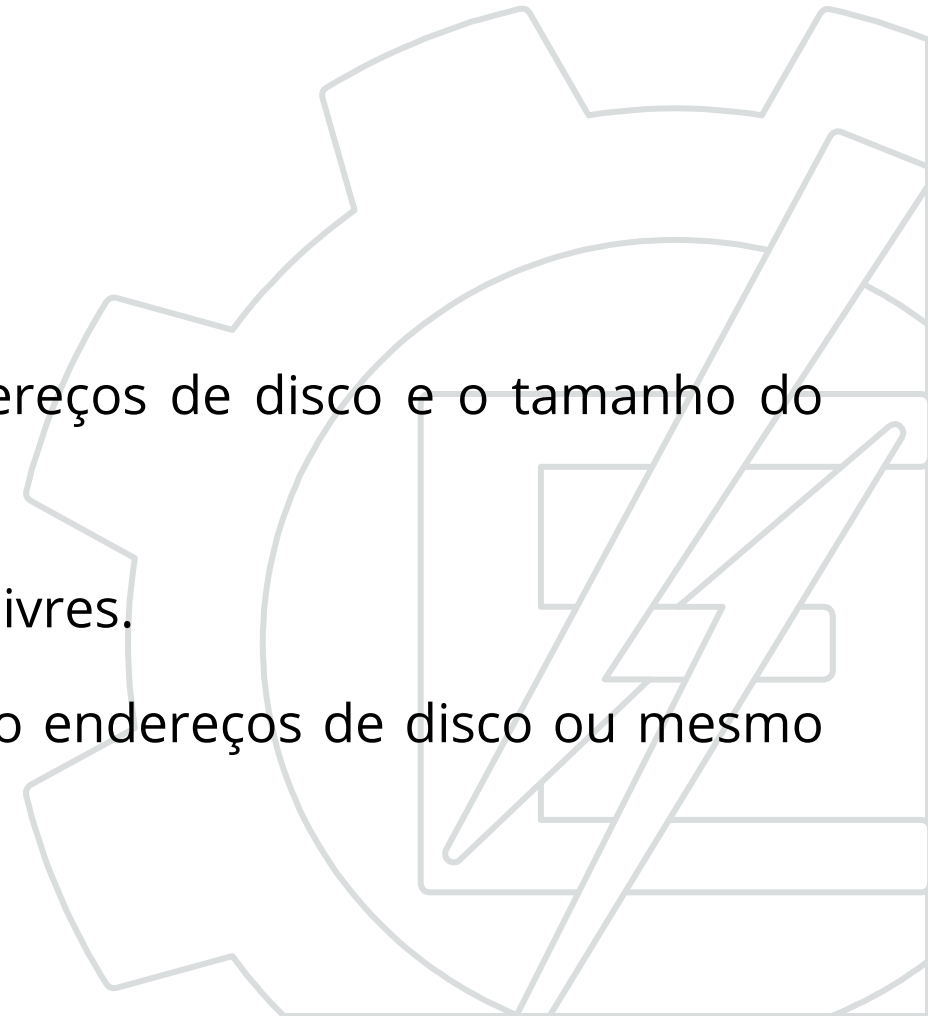 ereços de disco e o tamanho do
ivres.
o endereços de disco ou mesmo